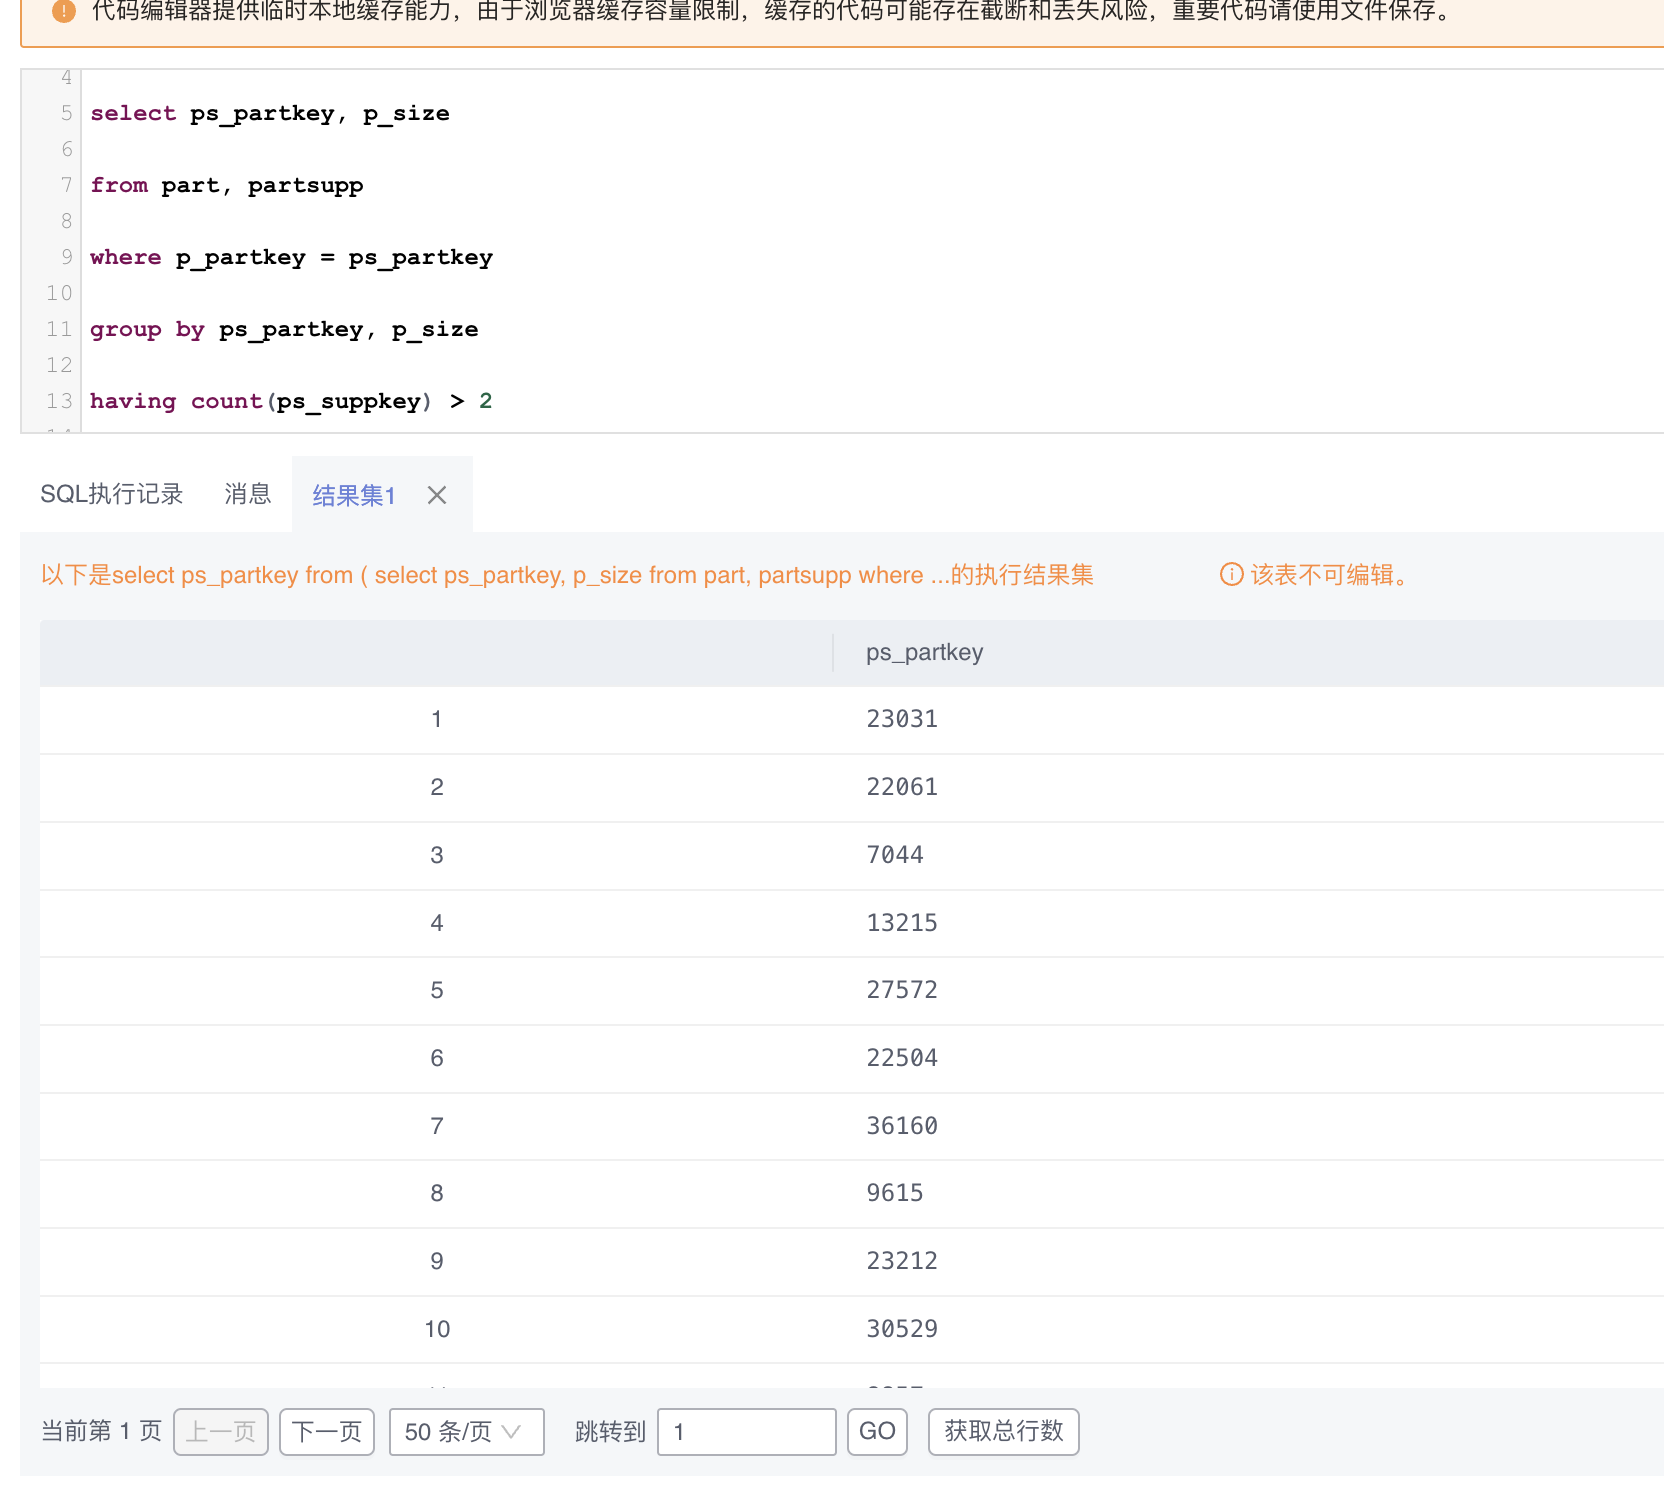 代码编辑器提供临时本地缓存能力，由于浏览器缓存容量限制，缓存的代码可能存在截断和丢失风险，重要代码请使用文件保存。
4
5 select ps_partkey, p_size
6
7 from part, partsupp
8
9 where p_partkey = ps_partkey
10
11 group by ps_partkey, p_size
12
13 having count(ps_suppkey) > 2
SQL执行记录 消息 结果集1
以下是select ps_partkey from ( select ps_partkey, p_size from part, partsupp where ...的执行结果集 该表不可编辑。
ps_partkey
1 23031
2 22061
3 7044
4 13215
5 27572
6 22504
7 36160
8 9615
9 23212
10 30529
当前第 1 页 上一页 下一页 50 条/页 跳转到 1 GO 获取总行数